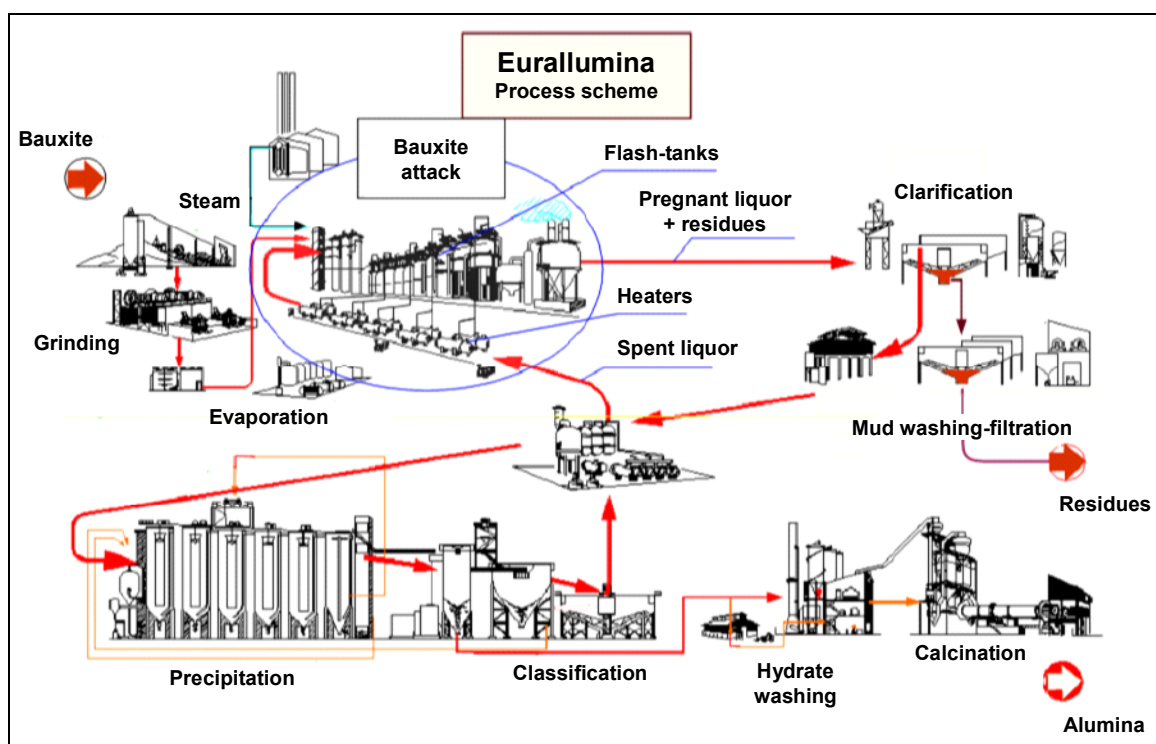 Eurallumina
Process scheme
Bauxite
Bauxite
attack
Flash-tanks
Steam
Pregnant liquor
+ residues
Clarification
Heaters
Grinding
Spent liquor
Evaporation
Mud washing-filtration
Residues
Precipitation
Classification
Hydrate
washing
Calcination
Alumina